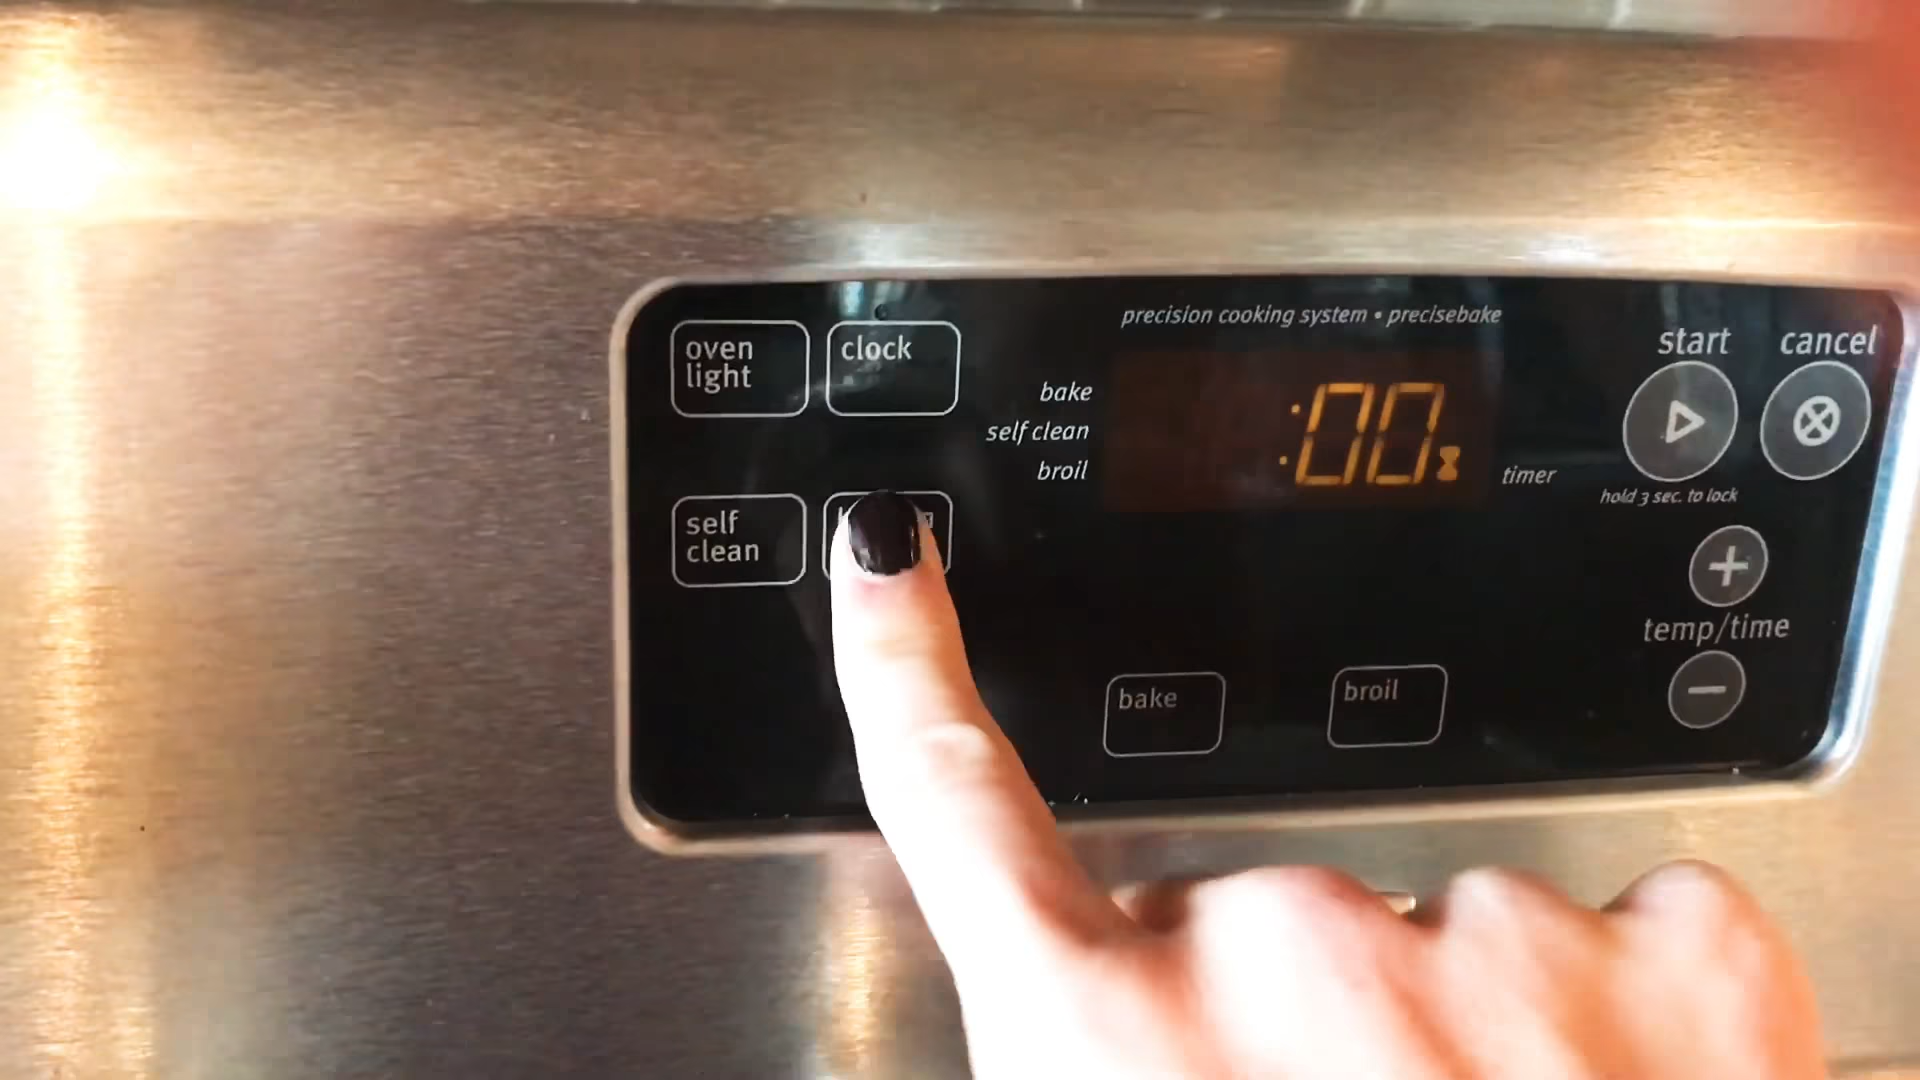 oven
light
clock
precision cooking system • precisebake
bake
self clean
broil
:00
timer
start
cancel
hold 3 sec. to lock
self
clean
temp/time
bake
broil